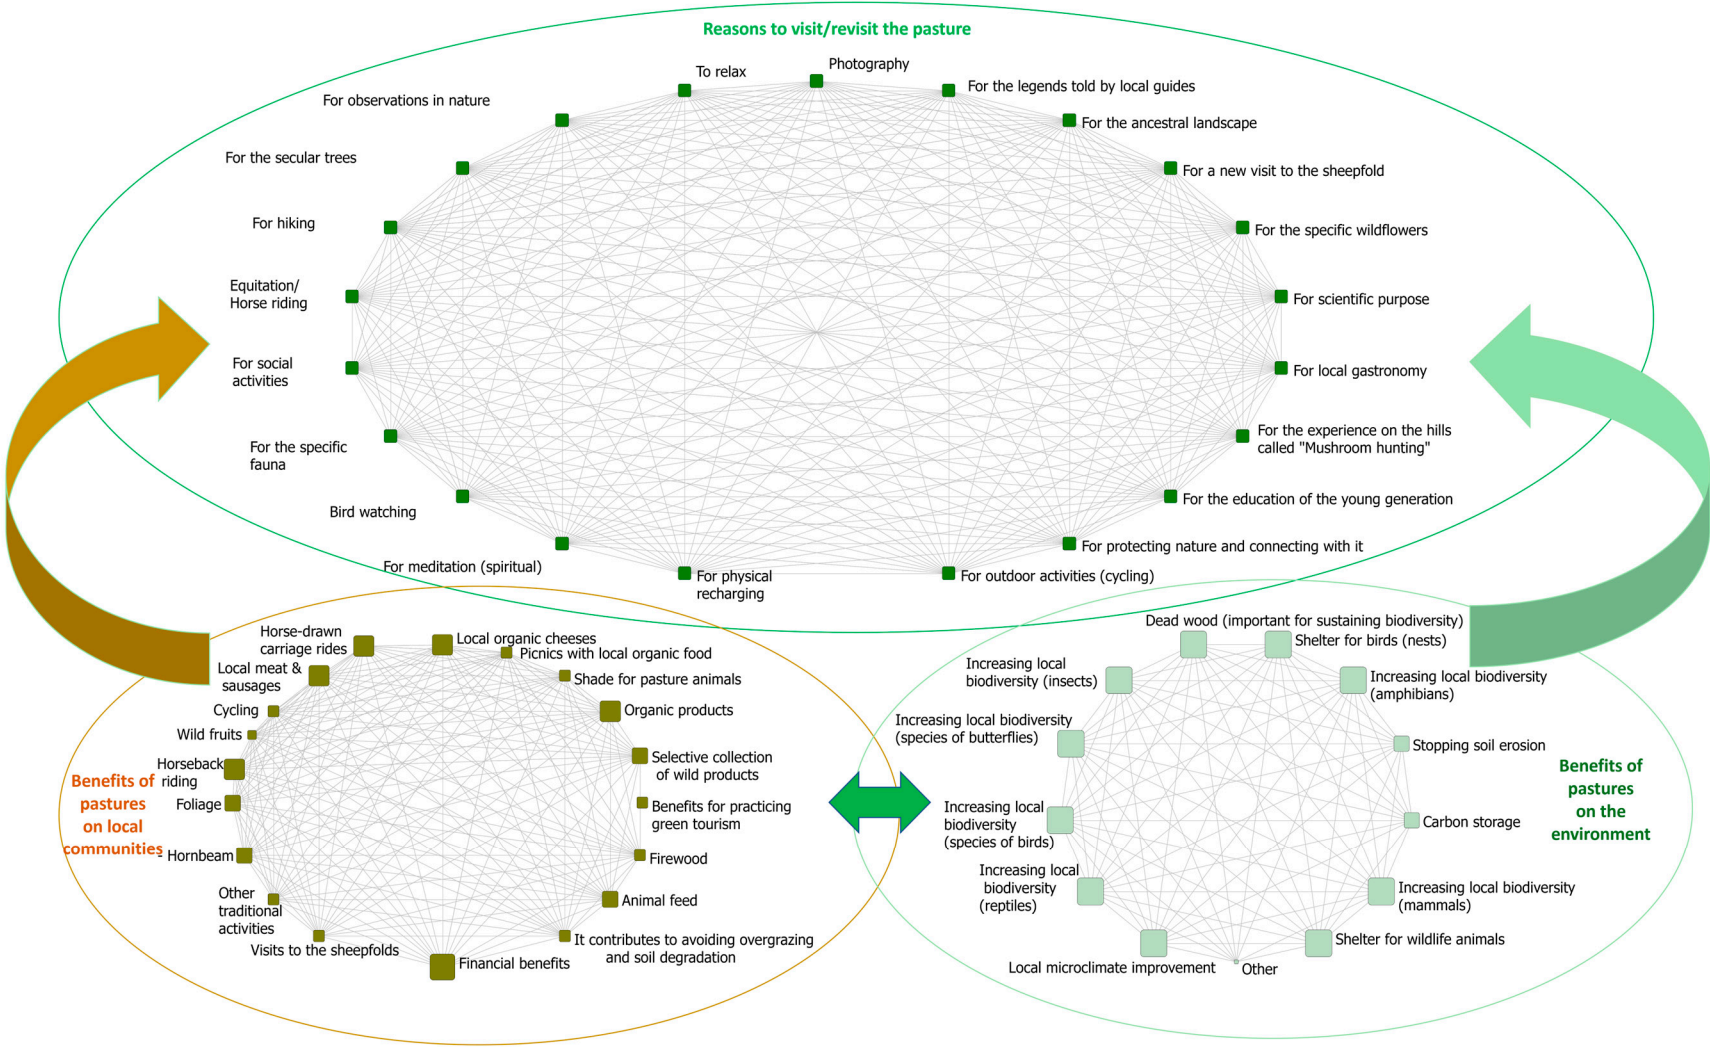 Reasons to visit/revisit the pasture
Photography
To relax
For the legends told by local guides
For observations in nature
For the ancestral landscape
For the secular trees
For a new visit to the sheepfold
For hiking
For the specific wildflowers
Equitation/
Horse riding
For scientific purpose
For social
activities
For local gastronomy
For the specific
fauna
For the experience on the hills
called "Mushroom hunting"
Bird watching
For the education of the young generation
For meditation (spiritual)
For protecting nature and connecting with it
For physical
recharging
For outdoor activities (cycling)
Horse-drawn
carriage rides
Local organic cheeses
Picnics with local organic food
Local meat &
sausages
Shade for pasture animals
Cycling
Organic products
Wild fruits
Horseback
riding
Selective collection
of wild products
Benefits of
pastures
on local
communities
Foliage
Benefits for practicing
green tourism
- Hornbeam
Firewood
Other
traditional
activities
Animal feed
Visits to the sheepfolds
It contributes to avoiding overgrazing
and soil degradation
Financial benefits
Dead wood (important for sustaining biodiversity)
Shelter for birds (nests)
Increasing local
biodiversity (insects)
Increasing local biodiversity
(amphibians)
Increasing local biodiversity
(species of butterflies)
Stopping soil erosion
Benefits of
pastures
on the
environment
Increasing local
biodiversity
(species of birds)
Carbon storage
Increasing local
biodiversity
(reptiles)
Increasing local biodiversity
(mammals)
Shelter for wildlife animals
Local microclimate improvement
Other